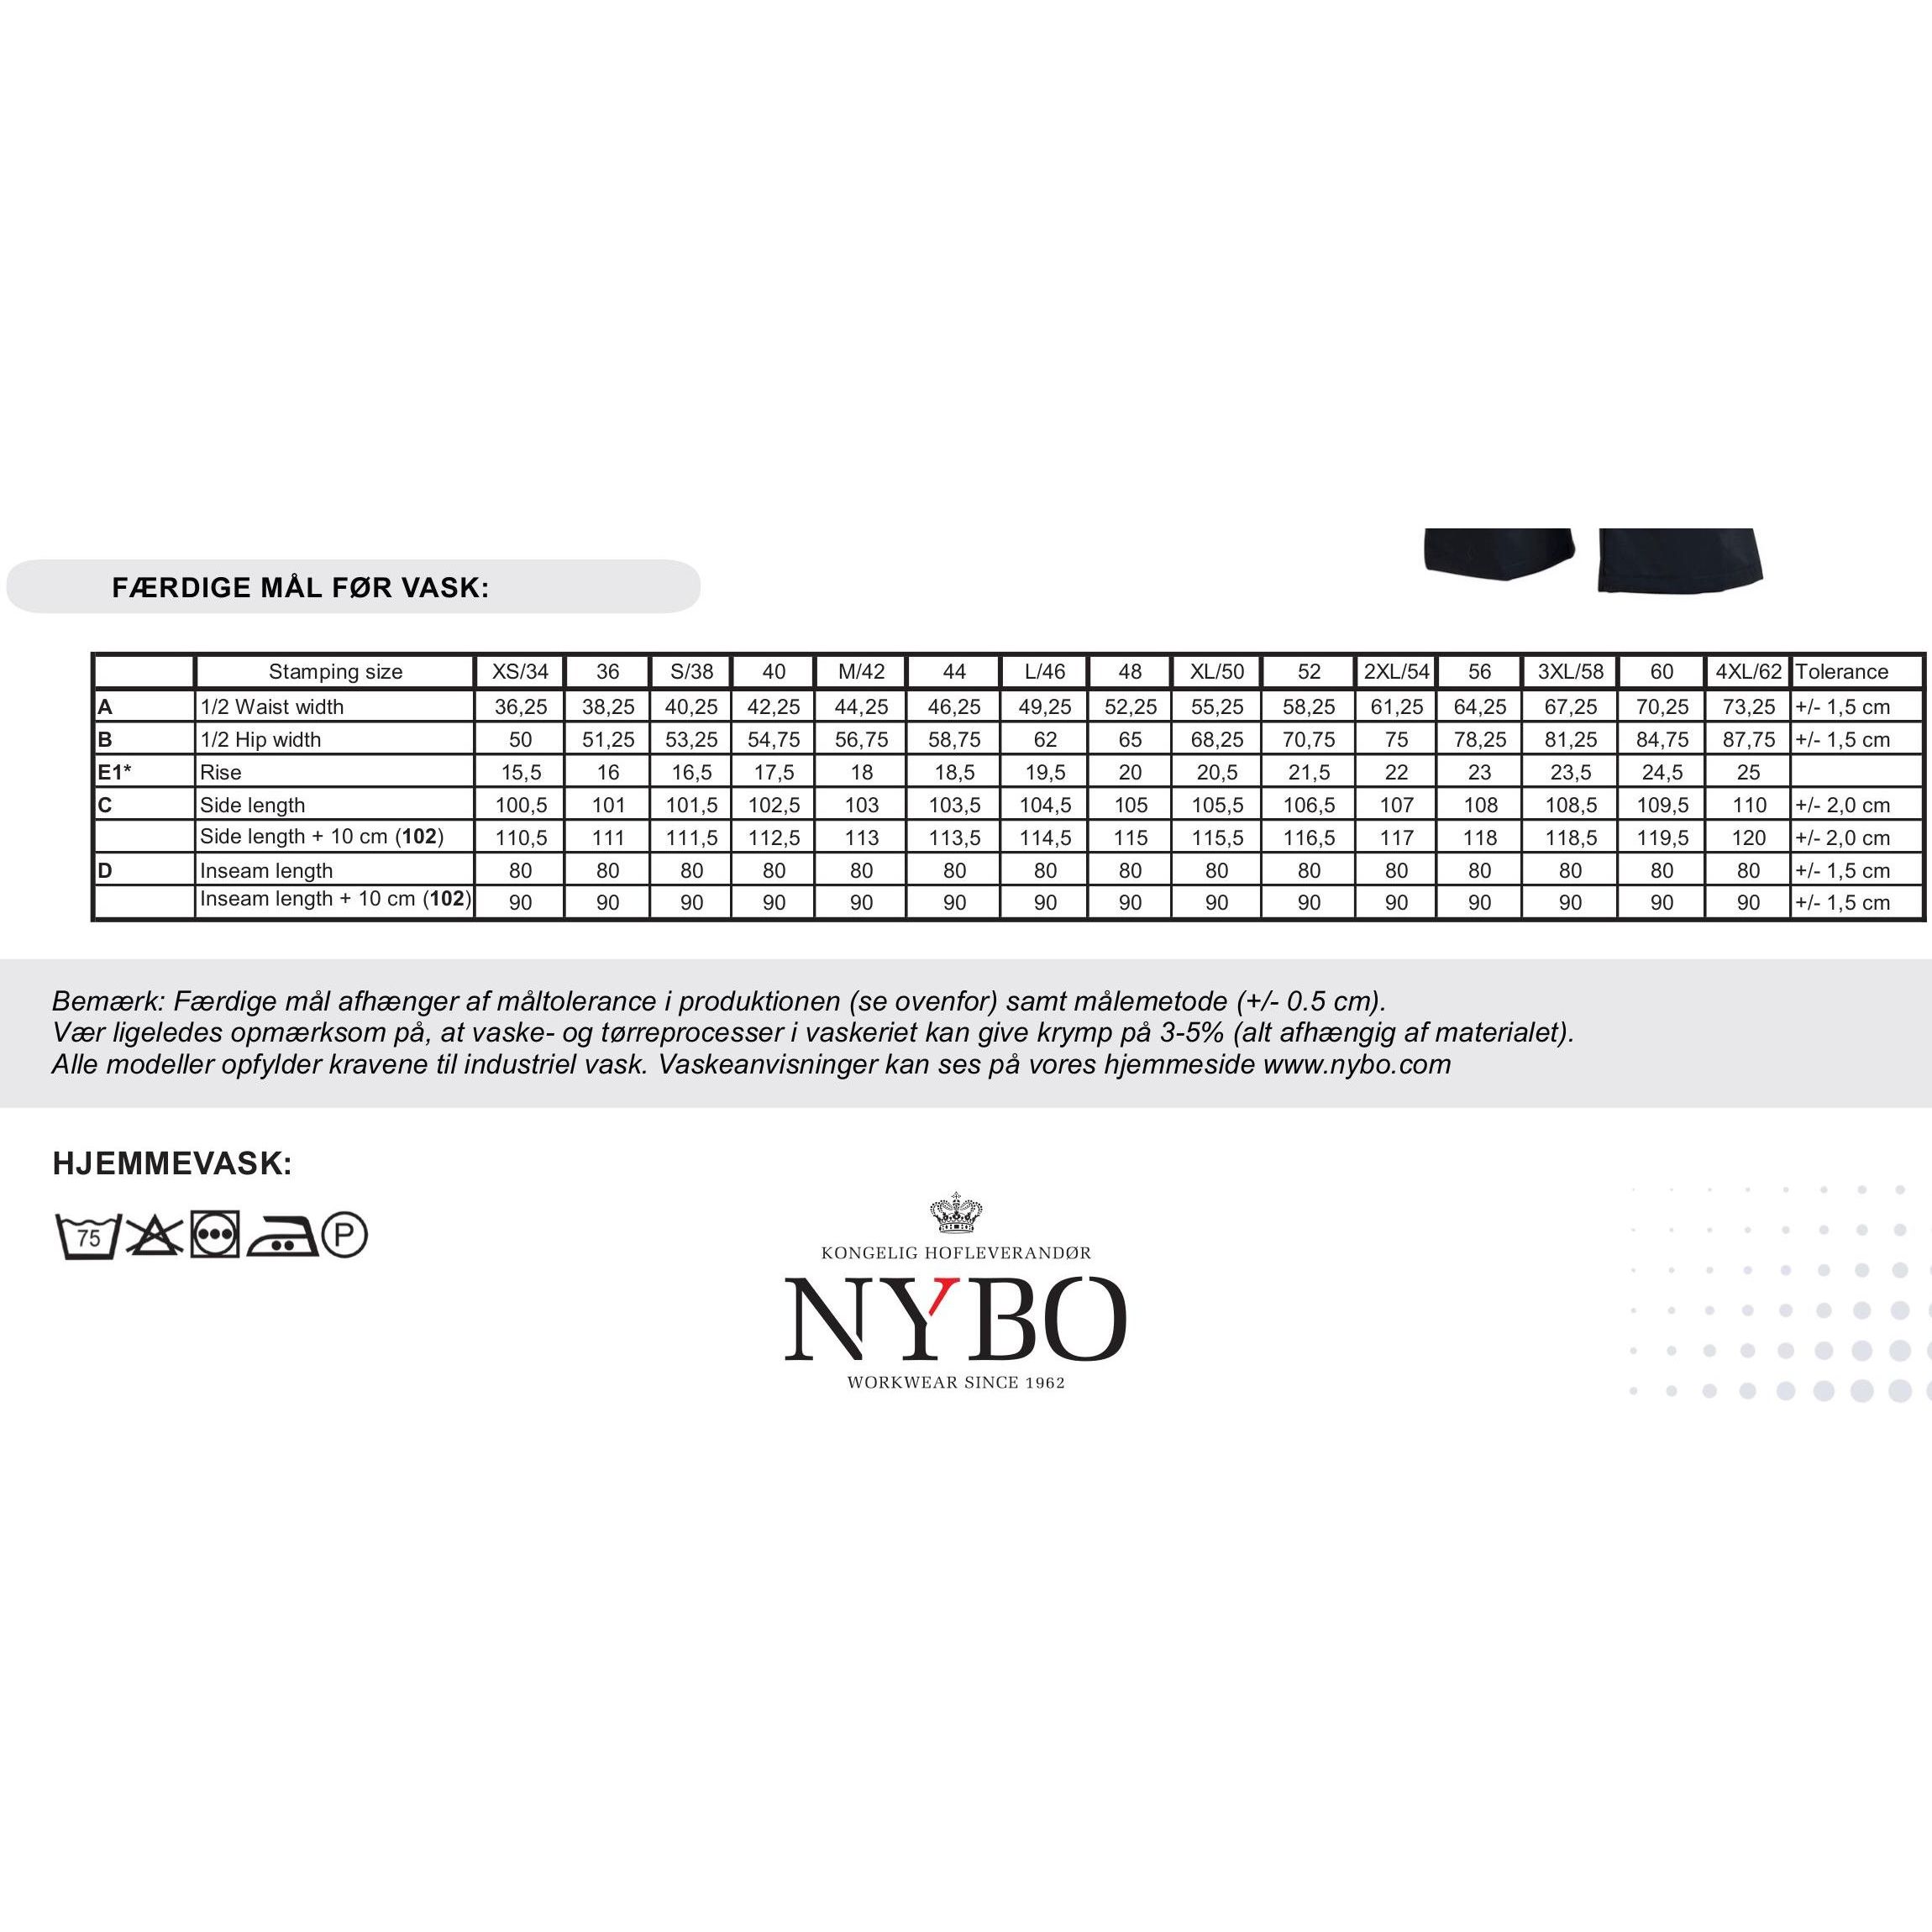 FÆRDIGE MÅL FØR VASK:
Stamping size XS/34 36 S/38 40 M/42 44 L/46 48 XL/50 52 2XL/54 56 3XL/58 60 4XL/62 Tolerance
A 1/2 Waist width 36,25 38,25 40,25 42,25 44,25 46,25 49,25 52,25 55,25 58,25 61,25 64,25 67,25 70,25 73,25 +/- 1,5 cm
B 1/2 Hip width 50 51,25 53,25 54,75 56,75 58,75 62 65 68,25 70,75 75 78,25 81,25 84,75 87,75 +/- 1,5 cm
E1* Rise 15,5 16 16,5 17,5 18 18,5 19,5 20 20,5 21,5 22 23 23,5 24,5 25
C Side length 100,5 101 101,5 102,5 103 103,5 104,5 105 105,5 106,5 107 108 108,5 109,5 110 +/- 2,0 cm
Side length + 10 cm (102) 110,5 111 111,5 112,5 113 113,5 114,5 115 115,5 116,5 117 118 118,5 119,5 120 +/- 2,0 cm
D Inseam length 80 80 80 80 80 80 80 80 80 80 80 80 80 80 80 +/- 1,5 cm
Inseam length + 10 cm (102) 90 90 90 90 90 90 90 90 90 90 90 90 90 90 90 +/- 1,5 cm
Bemærk: Færdige mål afhænger af måltolerance i produktionen (se ovenfor) samt målemetode (+/- 0.5 cm).
Vær ligeledes opmærksom på, at vaske- og tørreprocesser i vaskeriet kan give krymp på 3-5% (alt afhængig af materialet).
Alle modeller opfylder kravene til industriel vask. Vaskeanvisninger kan ses på vores hjemmeside www.nybo.com
HJEMMEVASK:
75 P
KONGELIG HOFLEVERANDØR
NYBO
WORKWEAR SINCE 1962